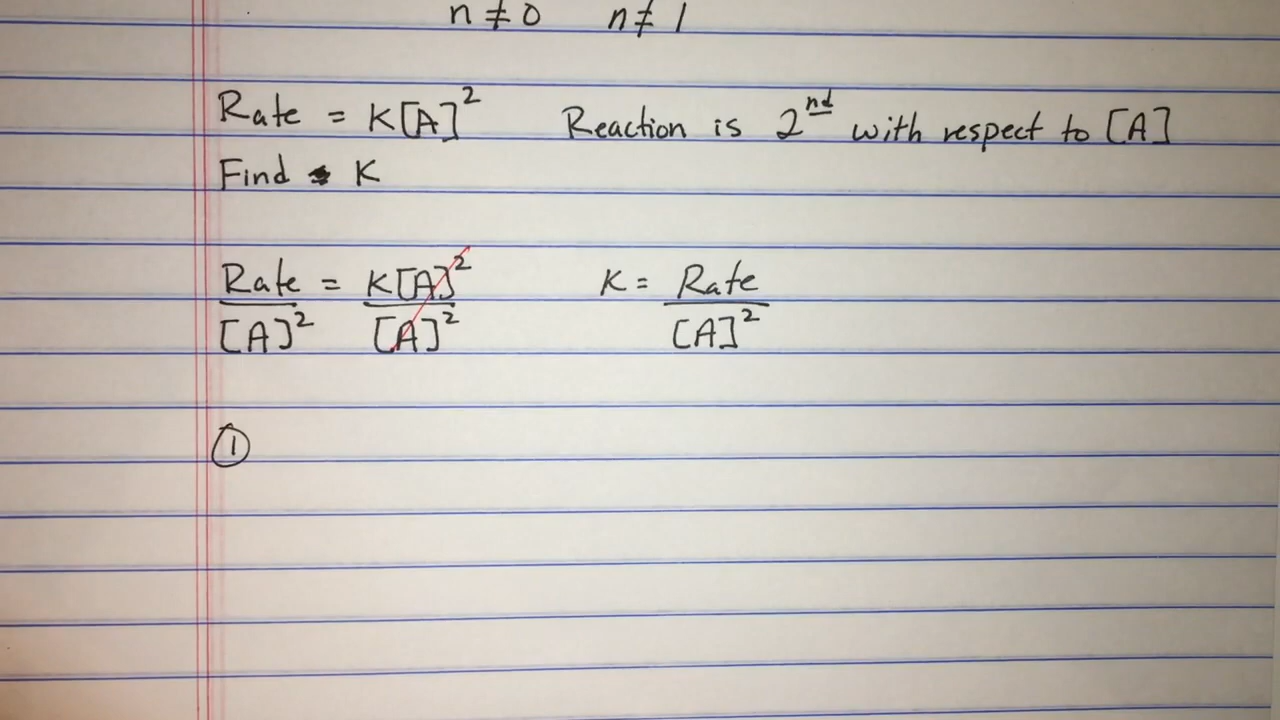 n ≠ 0 n ≠ 1
Rate = K[A]² Reaction is 2nd with respect to [A]
Find K
Rate = K[A]² K = Rate
[A]² [A]² [A]²
①